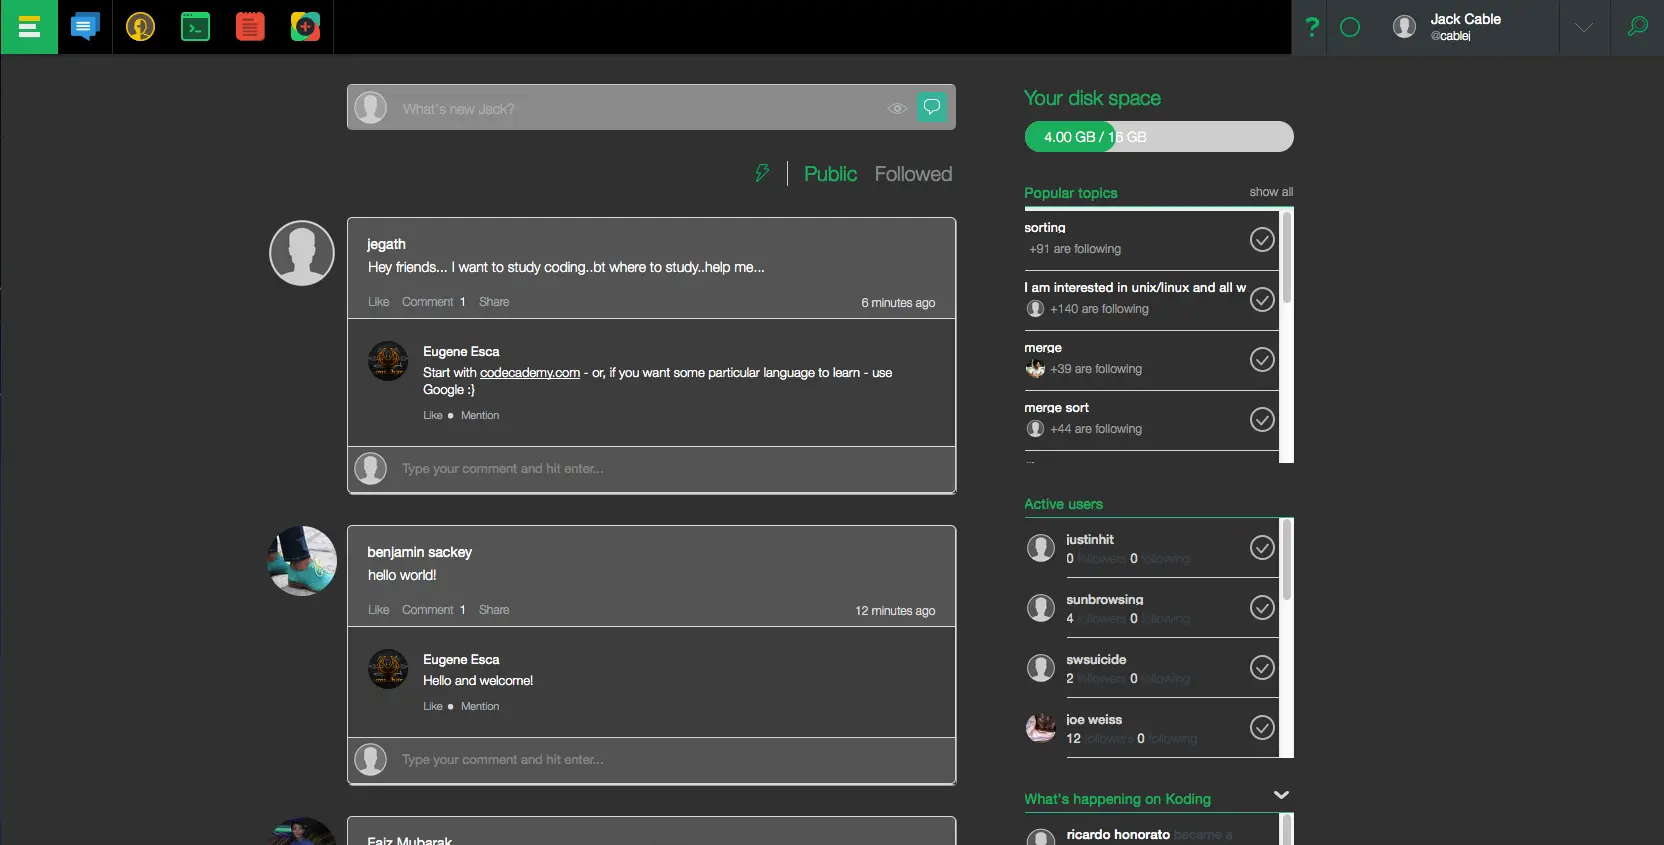 ?
Jack Cable
@cablej
What's new Jack?
Public Followed
jegath
Hey friends... I want to study coding..bt where to study..help me...
Like Comment 1 Share
6 minutes ago
Eugene Esca
Start with codecademy.com - or, if you want some particular language to learn - use
Google :}
Like • Mention
Type your comment and hit enter...
benjamin sackey
hello world!
Like Comment 1 Share
12 minutes ago
Eugene Esca
Hello and welcome!
Like • Mention
Type your comment and hit enter...
Faiz Mubarak
Your disk space
4.00 GB / 16 GB
Popular topics
show all
sorting
+91 are following
I am interested in unix/linux and all w
+140 are following
merge
+39 are following
merge sort
+44 are following
Active users
justinhit
0 followers 0 following
sunbrowsing
4 followers 0 following
swsuicide
2 followers 0 following
joe weiss
12 followers 0 following
What's happening on Koding
ricardo honorato became a